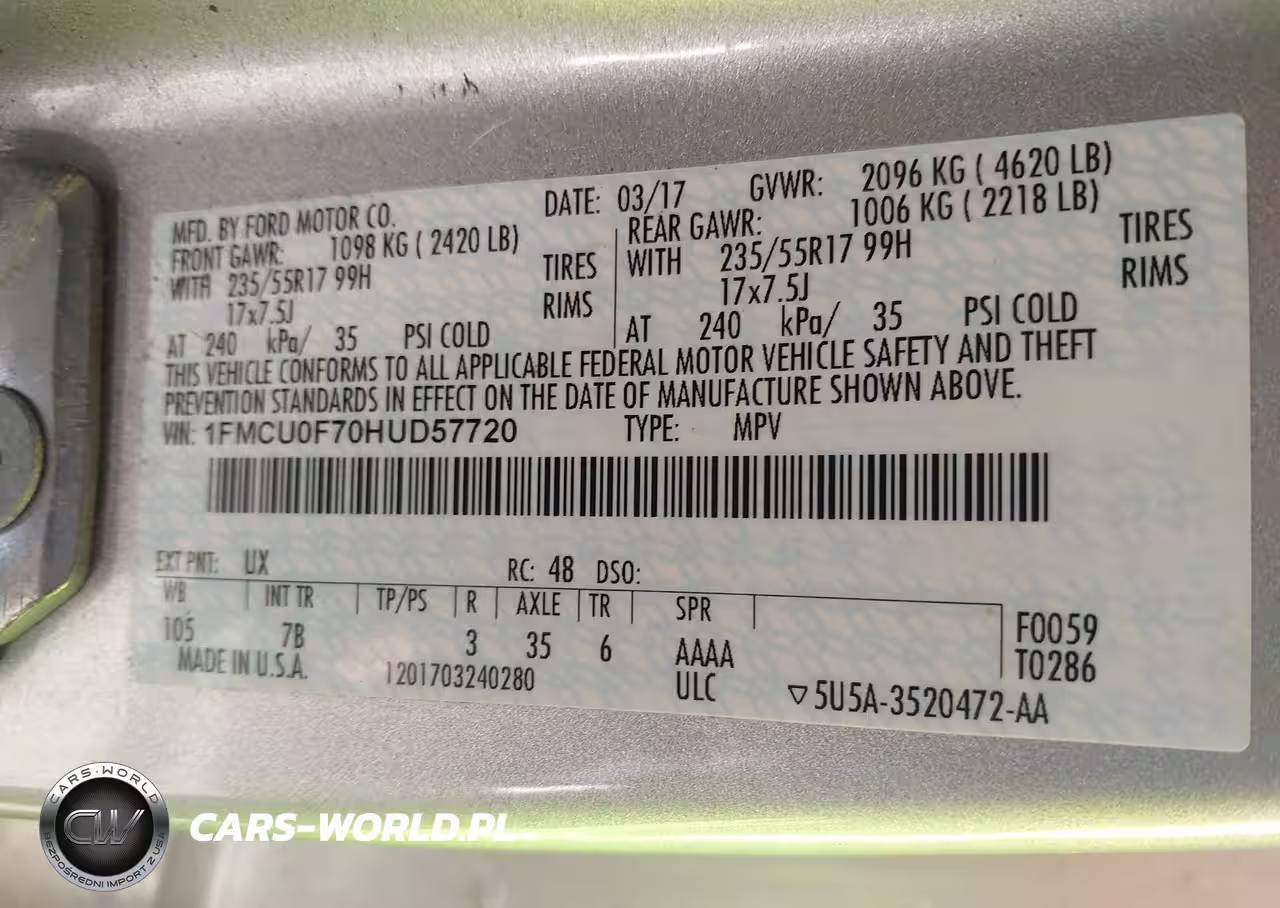 MFD. BY FORD MOTOR CO. DATE: 03/17 GVWR: 2096 KG ( 4620 LB)
FRONT GAWR: 1098 KG ( 2420 LB) REAR GAWR: 1006 KG ( 2218 LB)
WITH 235/55R17 99H TIRES WITH 235/55R17 99H TIRES
17x7.5J RIMS 17x7.5J RIMS
AT 240 kPa/ 35 PSI COLD AT 240 kPa/ 35 PSI COLD
THIS VEHICLE CONFORMS TO ALL APPLICABLE FEDERAL MOTOR VEHICLE SAFETY AND THEFT
PREVENTION STANDARDS IN EFFECT ON THE DATE OF MANUFACTURE SHOWN ABOVE.
VIN: 1FMCU0F70HUD57720 TYPE: MPV
EXT PNT: UX RC: 48 DSO:
WB INT TR TP/PS R AXLE TR SPR F0059
105 7B 3 35 6 AAAA T0286
MADE IN U.S.A. 1201703240280 ULC ▽5U5A-3520472-AA
CARS-WORLD
CW
BEZPOŚREDNI IMPORT Z USA
CARS-WORLD.PL